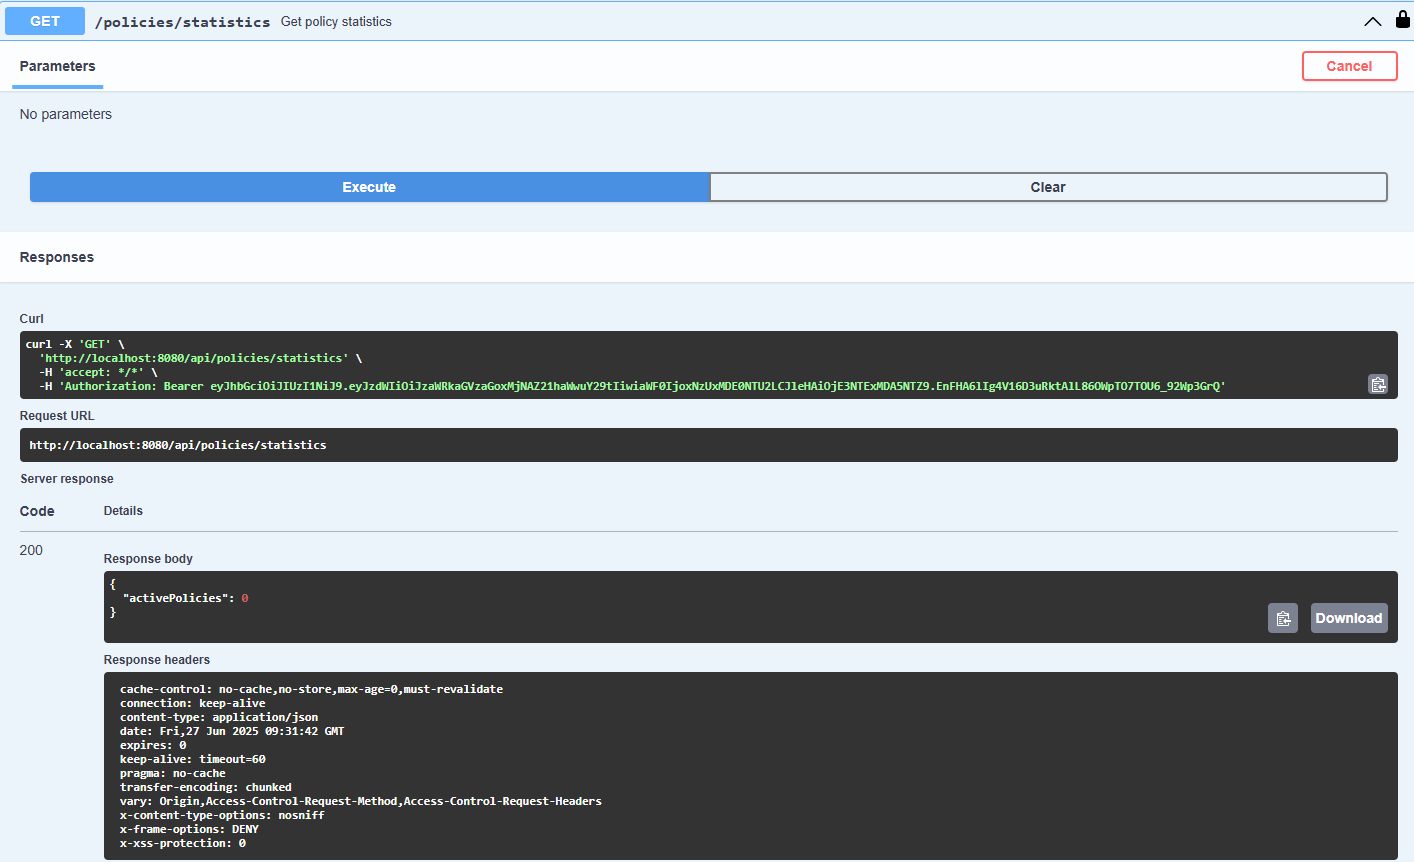 GET /policies/statistics Get policy statistics
Parameters
Cancel
No parameters
Execute
Clear
Responses
Curl
curl -X 'GET' \
'http://localhost:8080/api/policies/statistics' \
-H 'accept: */*' \
-H 'Authorization: Bearer eyJhbGciOiJIUzI1NiJ9.eyJzdWIiOiJzaWRkaGVzaGoxMjNAZ21haWwuY29tIiwiaWF0IjoxNzUxMDE0NTU2LCJleHAiOjE3NTExMDA5NTZ9.EnFHA6lIg4V16D3uRktAlL86OWpTO7TOU6_92Wp3GrQ'
Request URL
http://localhost:8080/api/policies/statistics
Server response
Code Details
200
Response body
{
"activePolicies": 0
}
Download
Response headers
cache-control: no-cache,no-store,max-age=0,must-revalidate
connection: keep-alive
content-type: application/json
date: Fri,27 Jun 2025 09:31:42 GMT
expires: 0
keep-alive: timeout=60
pragma: no-cache
transfer-encoding: chunked
vary: Origin,Access-Control-Request-Method,Access-Control-Request-Headers
x-content-type-options: nosniff
x-frame-options: DENY
x-xss-protection: 0